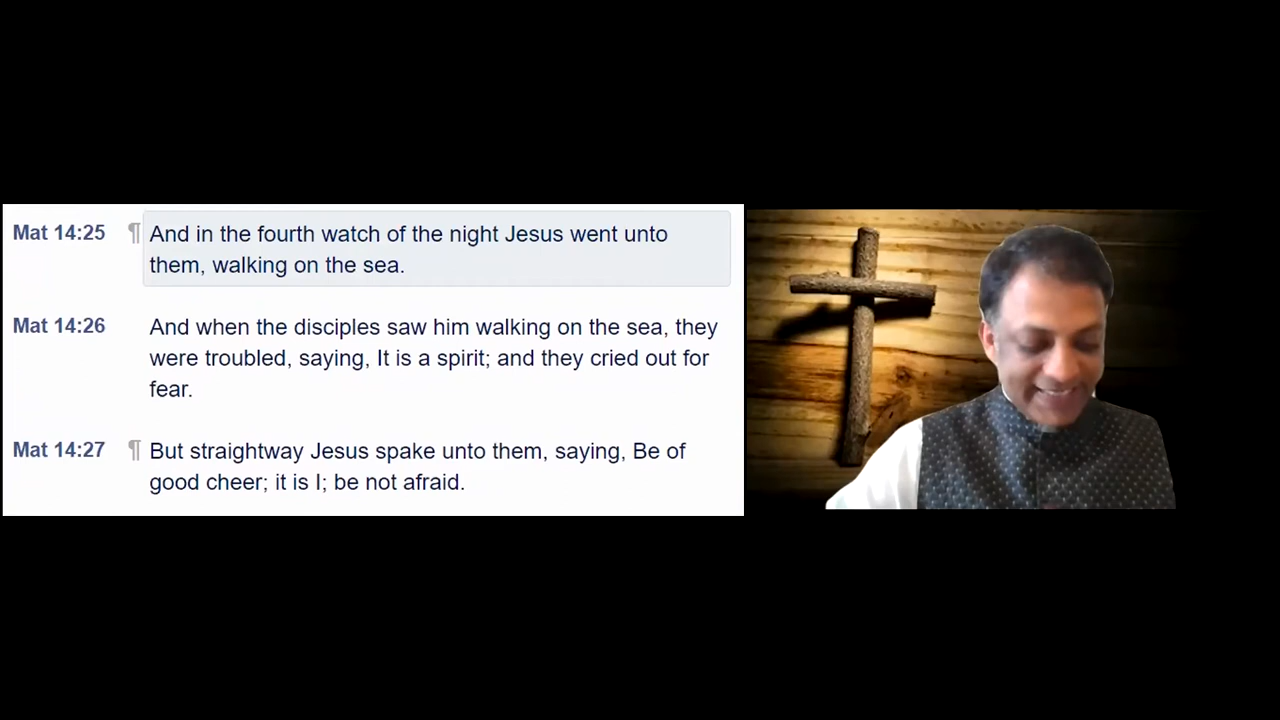 Mat 14:25 ¶ And in the fourth watch of the night Jesus went unto
them, walking on the sea.
Mat 14:26 And when the disciples saw him walking on the sea, they
were troubled, saying, It is a spirit; and they cried out for
fear.
Mat 14:27 ¶ But straightway Jesus spake unto them, saying, Be of
good cheer; it is I; be not afraid.